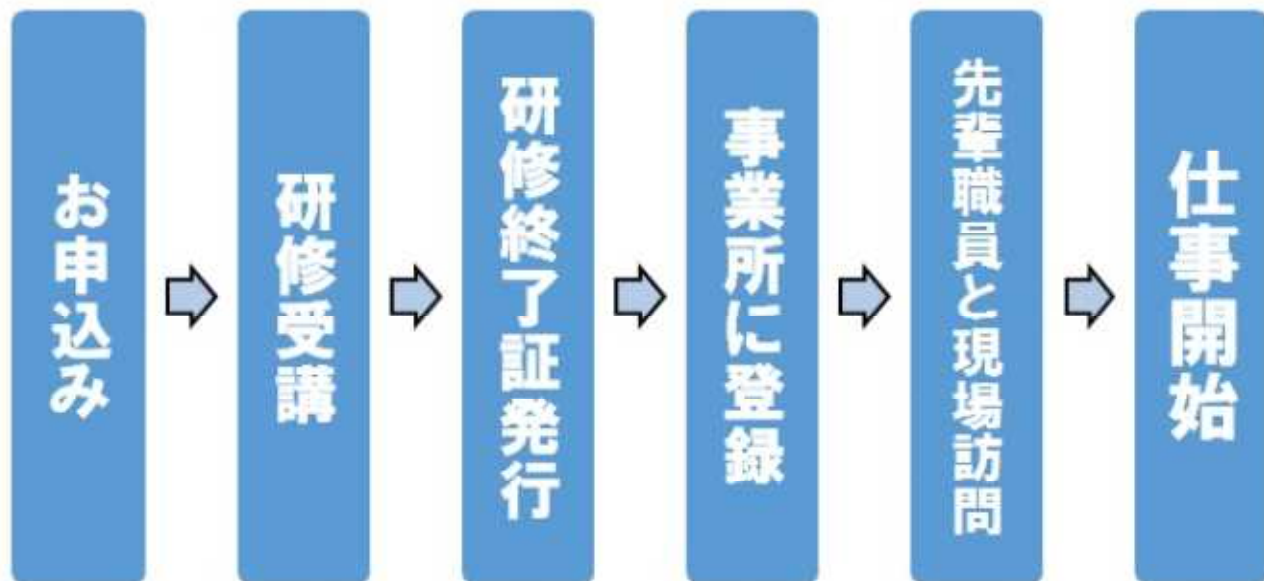 お申込み
研修受講
研修終了証発行
事業所に登録
先輩職員と現場訪問
仕事開始